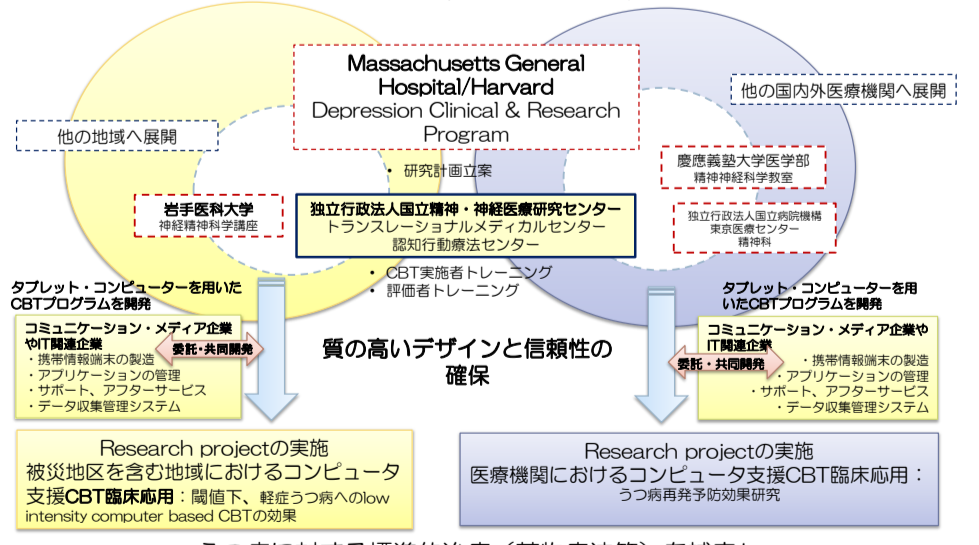 Massachusetts General
Hospital/Harvard
Depression Clinical & Research
Program
他の国内外医療機関へ展開
他の地域へ展開
・ 研究計画立案
慶應義塾大学医学部
精神神経科学教室
岩手医科大学
神経精神科学講座
独立行政法人国立精神・神経医療研究センター
トランスレーショナルメディカルセンター
認知行動療法センター
独立行政法人国立病院機構
東京医療センター
精神科
• CBT実施者トレーニング
• 評価者トレーニング
タブレット・コンピューターを用いた
CBTプログラムを開発
コミュニケーション・メディア企業
やIT関連企業
・携帯情報端末の製造
・アプリケーションの管理
・サポート、アフターサービス
・データ収集管理システム
委託・共同開発
質の高いデザインと信頼性の
確保
タブレット・コンピューターを用
いたCBTプログラムを開発
コミュニケーション・メディア企業や
IT関連企業
・携帯情報端末の製造
・アプリケーションの管理
・サポート、アフターサービス
・データ収集管理システム
委託・共同開発
Research projectの実施
被災地区を含む地域におけるコンピュータ
支援CBT臨床応用：閾値下、軽症うつ病へのlow
intensity computer based CBTの効果
Research projectの実施
医療機関におけるコンピュータ支援CBT臨床応用：
うつ病再発予防効果研究